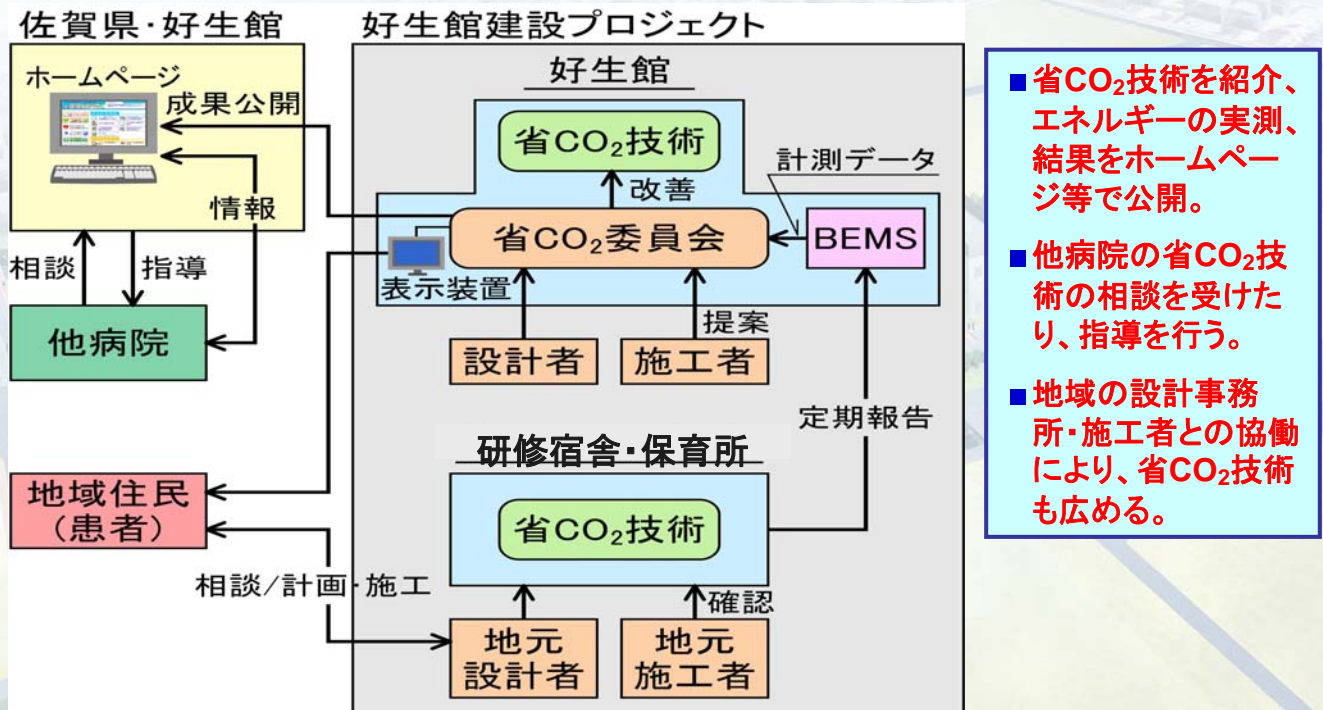 佐賀県・好生館
好生館建設プロジェクト
ホームページ
成果公開
情報
相談
指導
他病院
地域住民
(患者)
相談/計画・施工
好生館
省CO₂技術
改善
計測データ
省CO₂委員会
BEMS
表示装置
提案
設計者
施工者
定期報告
研修宿舎・保育所
省CO₂技術
確認
地元
設計者
地元
施工者
■省CO₂技術を紹介、
エネルギーの実測、
結果をホームペー
ジ等で公開。
■他病院の省CO₂技
術の相談を受けた
り、指導を行う。
■地域の設計事務
所・施工者との協働
により、省CO₂技術
も広める。